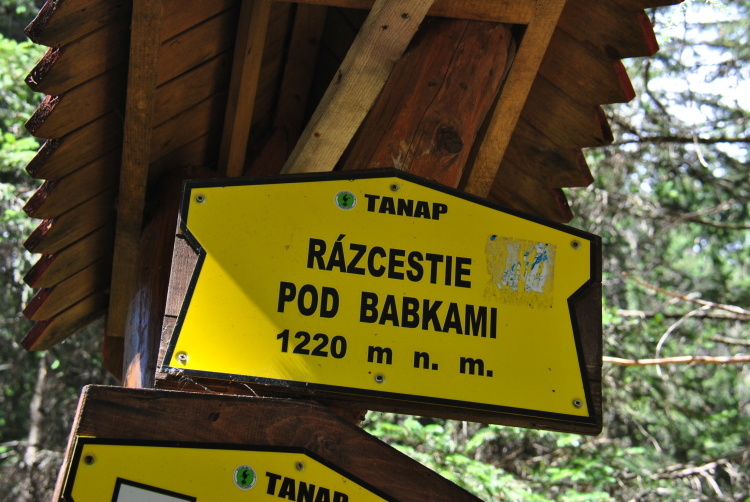 TANAP
RÁZCESTIE
POD BABKAMI
1220 m n. m.
TANAP